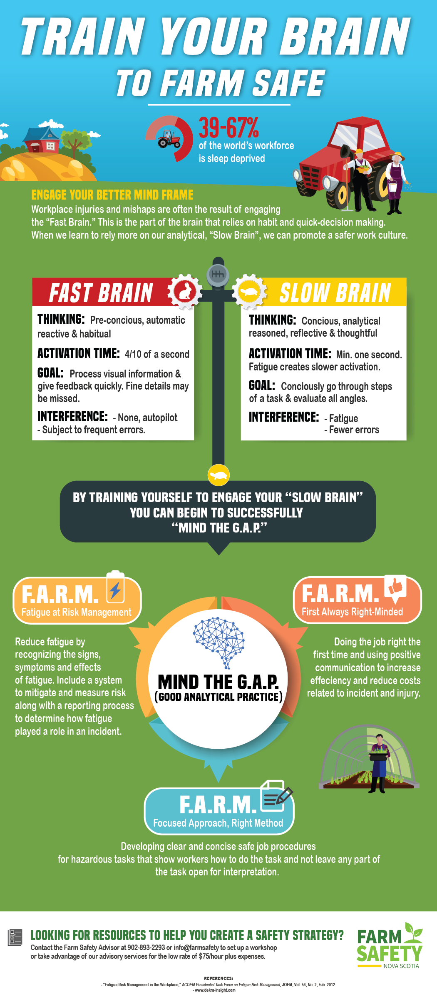 TRAIN YOUR BRAIN
TO FARM SAFE
39-67%
of the world's workforce
is sleep deprived
ENGAGE YOUR BETTER MIND FRAME
Workplace injuries and mishaps are often the result of engaging
the “Fast Brain.” This is the part of the brain that relies on habit and quick-decision making.
When we learn to rely more on our analytical, “Slow Brain”, we can promote a safer work culture.
FAST BRAIN
THINKING: Pre-concious, automatic
reactive & habitual
ACTIVATION TIME: 4/10 of a second
GOAL: Process visual information &
give feedback quickly. Fine details may
be missed.
INTERFERENCE: - None, autopilot
- Subject to frequent errors.
SLOW BRAIN
THINKING: Concious, analytical
reasoned, reflective & thoughtful
ACTIVATION TIME: Min. one second.
Fatigue creates slower activation.
GOAL: Conciously go through steps
of a task & evaluate all angles.
INTERFERENCE: - Fatigue
- Fewer errors
BY TRAINING YOURSELF TO ENGAGE YOUR “SLOW BRAIN”
YOU CAN BEGIN TO SUCCESSFULLY
“MIND THE G.A.P.”
F.A.R.M.
Fatigue at Risk Management
Reduce fatigue by
recognizing the signs,
symptoms and effects
of fatigue. Include a system
to mitigate and measure risk
along with a reporting process
to determine how fatigue
played a role in an incident.
F.A.R.M.
First Always Right-Minded
Doing the job right the
first time and using positive
communication to increase
effeciency and reduce costs
related to incident and injury.
MIND THE G.A.P.
(GOOD ANALYTICAL PRACTICE)
F.A.R.M.
Focused Approach, Right Method
Developing clear and concise safe job procedures
for hazardous tasks that show workers how to do the task and not leave any part of
the task open for interpretation.
LOOKING FOR RESOURCES TO HELP YOU CREATE A SAFETY STRATEGY?
Contact the Farm Safety Advisor at 902-893-2293 or info@farmsafety to set up a workshop
or take advantage of our advisory services for the low rate of $75/hour plus expenses.
FARM
SAFETY
NOVA SCOTIA
REFERENCES:
- “Fatigue Risk Management in the Workplace,” ACOEM Presidential Task Force on Fatigue Risk Management, JOEM, Vol. 54, No. 2, Feb. 2012
- www.dekra-insight.com